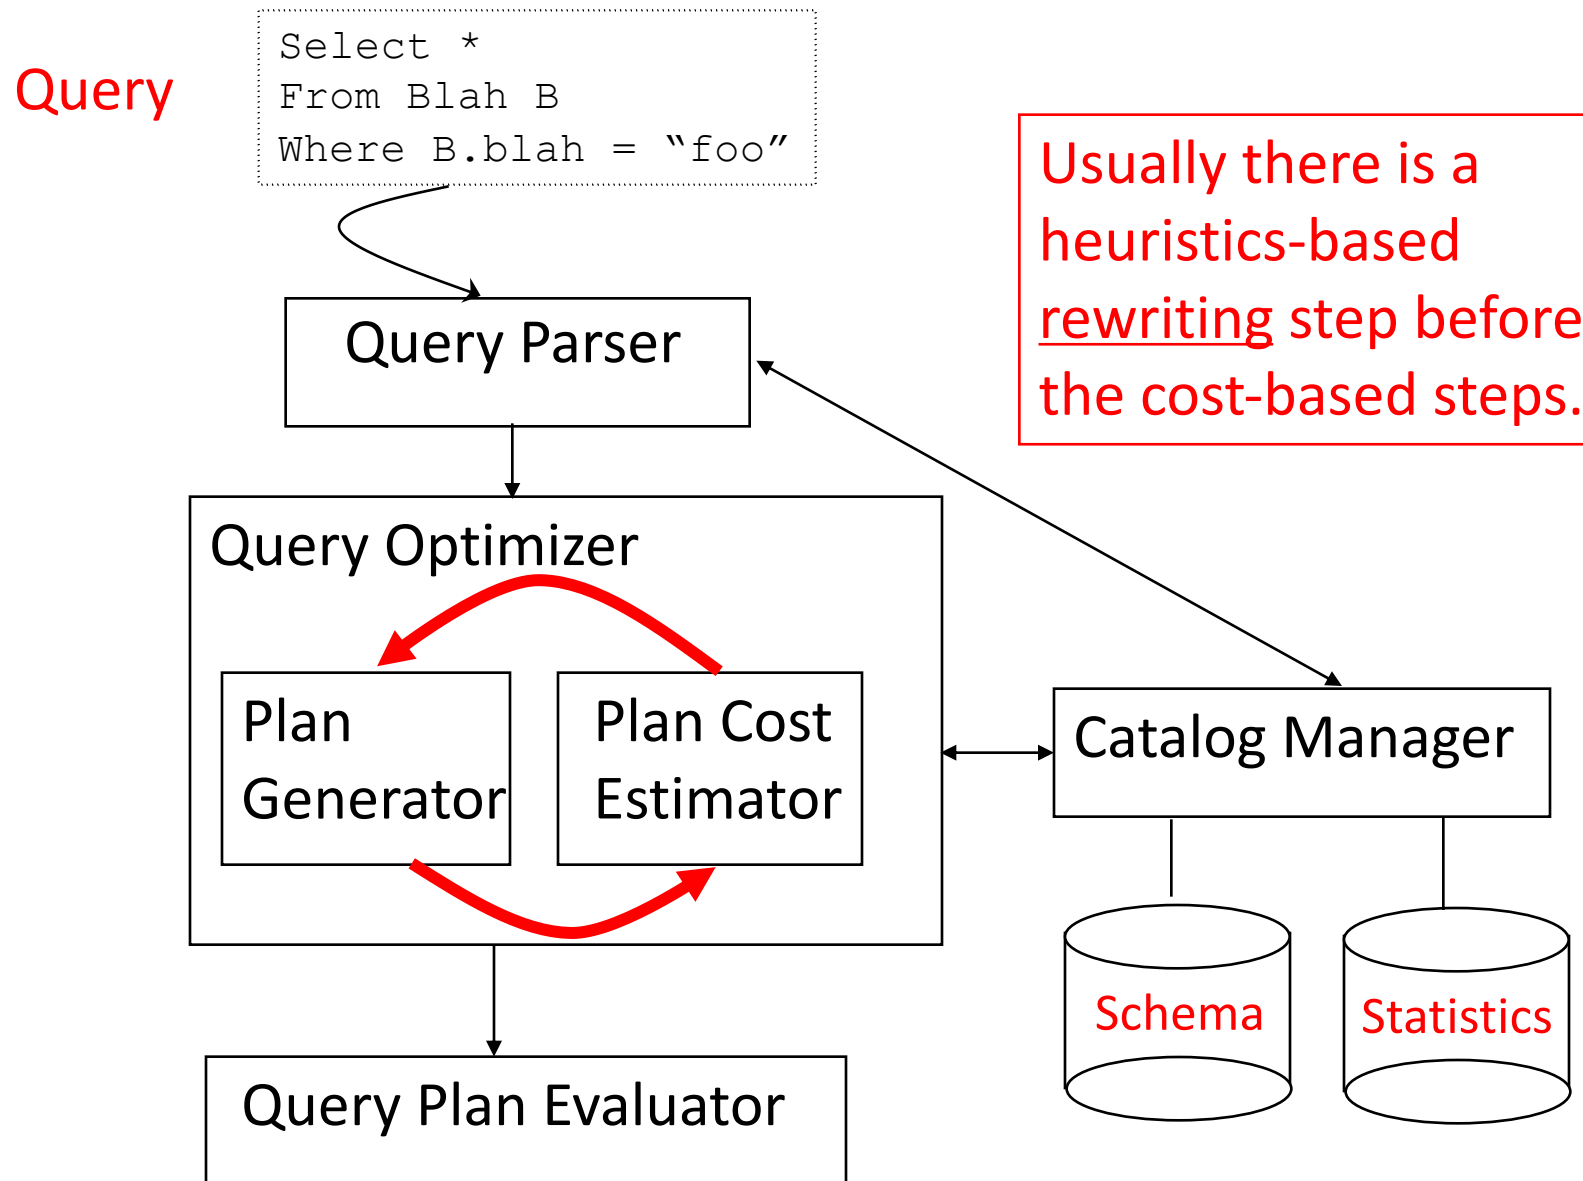 Query
Select *
From Blah B
Where B.blah = “foo”
Usually there is a
heuristics-based
rewriting step before
the cost-based steps.
Query Parser
Query Optimizer
Plan
Generator
Plan Cost
Estimator
Catalog Manager
Schema
Statistics
Query Plan Evaluator